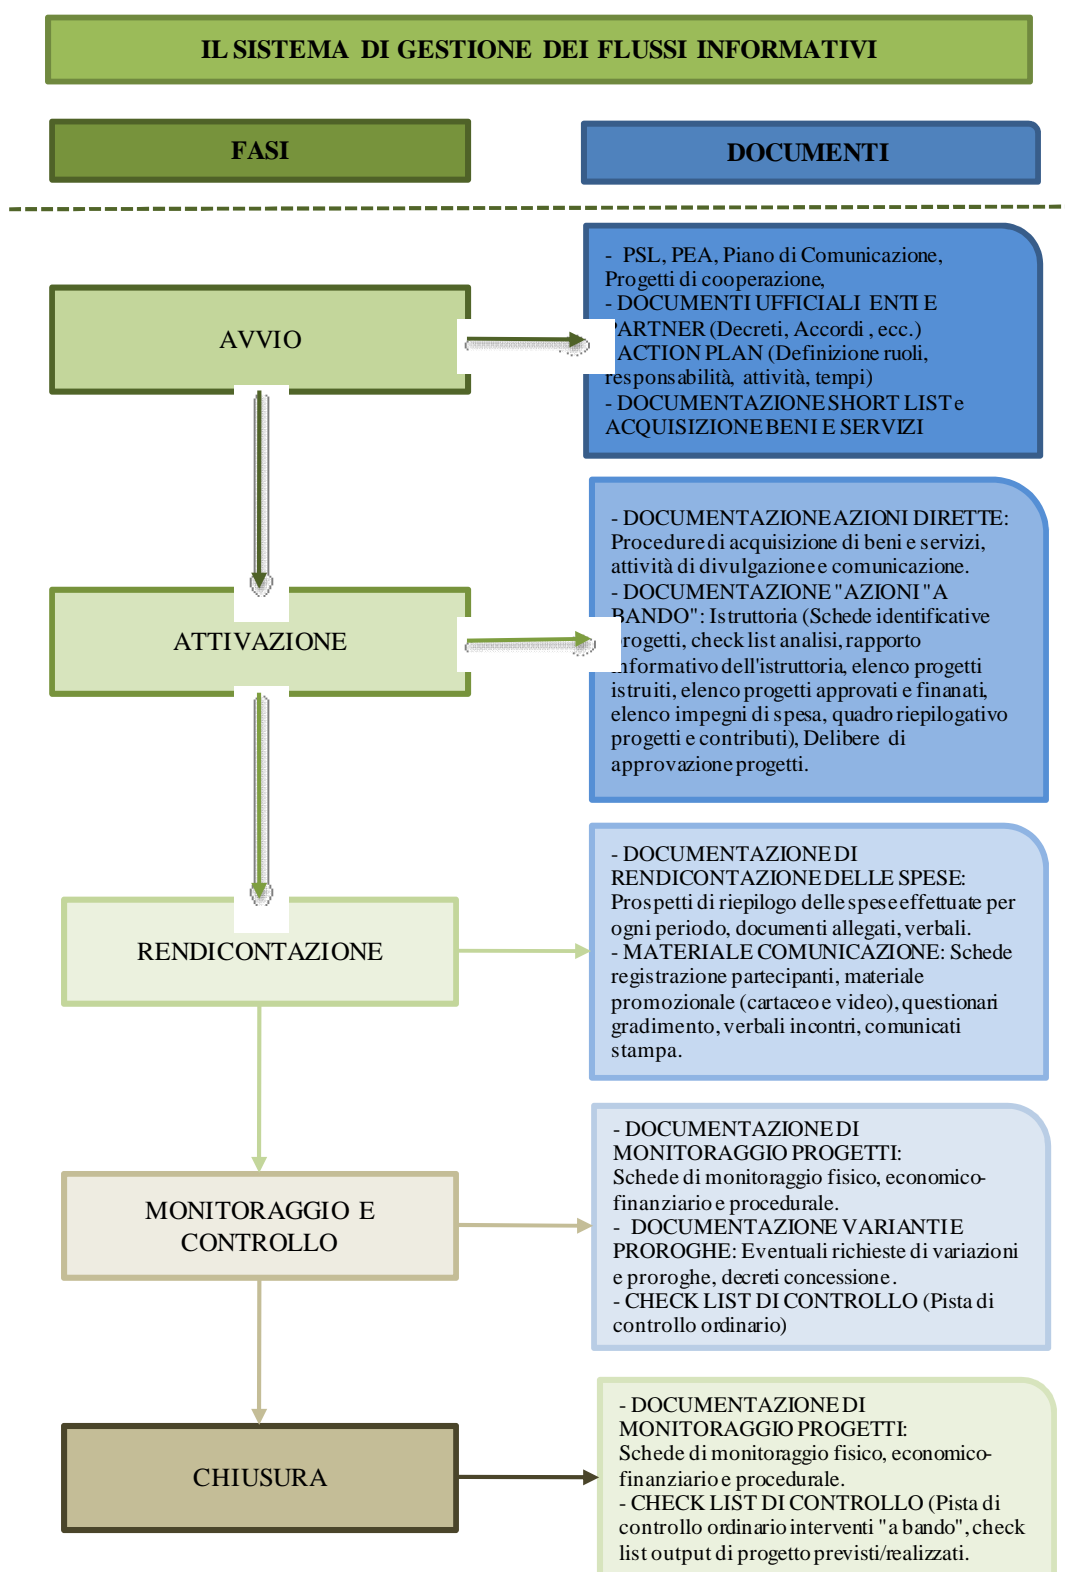 IL SISTEMA DI GESTIONE DEI FLUSSI INFORMATIVI
FASI
DOCUMENTI
AVVIO
- PSL, PEA, Piano di Comunicazione,
Progetti di cooperazione,
- DOCUMENTI UFFICIALI ENTI E
PARTNER (Decreti, Accordi , ecc.)
ACTION PLAN (Definizione ruoli,
responsabilità, attività, tempi)
- DOCUMENTAZIONE SHORT LIST e
ACQUISIZIONE BENI E SERVIZI
ATTIVAZIONE
- DOCUMENTAZIONE AZIONI DIRETTE:
Procedure di acquisizione di beni e servizi,
attività di divulgazione e comunicazione.
- DOCUMENTAZIONE "AZIONI "A
BANDO": Istruttoria (Schede identificative
progetti, check list analisi, rapporto
informativo dell'istruttoria, elenco progetti
istruiti, elenco progetti approvati e finanati,
elenco impegni di spesa, quadro riepilogativo
progetti e contributi), Delibere di
approvazione progetti.
RENDICONTAZIONE
- DOCUMENTAZIONE DI
RENDICONTAZIONE DELLE SPESE:
Prospetti di riepilogo delle spese effettuate per
ogni periodo, documenti allegati, verbali.
- MATERIALE COMUNICAZIONE: Schede
registrazione partecipanti, materiale
promozionale (cartaceo e video), questionari
gradimento, verbali incontri, comunicati
stampa.
MONITORAGGIO E
CONTROLLO
- DOCUMENTAZIONE DI
MONITORAGGIO PROGETTI:
Schede di monitoraggio fisico, economico-
finanziario e procedurale.
- DOCUMENTAZIONE VARIANTI E
PROROGHE: Eventuali richieste di variazioni
e proroghe, decreti concessione.
- CHECK LIST DI CONTROLLO (Pista di
controllo ordinario)
CHIUSURA
- DOCUMENTAZIONE DI
MONITORAGGIO PROGETTI:
Schede di monitoraggio fisico, economico-
finanziario e procedurale.
- CHECK LIST DI CONTROLLO (Pista di
controllo ordinario interventi "a bando", check
list output di progetto previsti/realizzati.